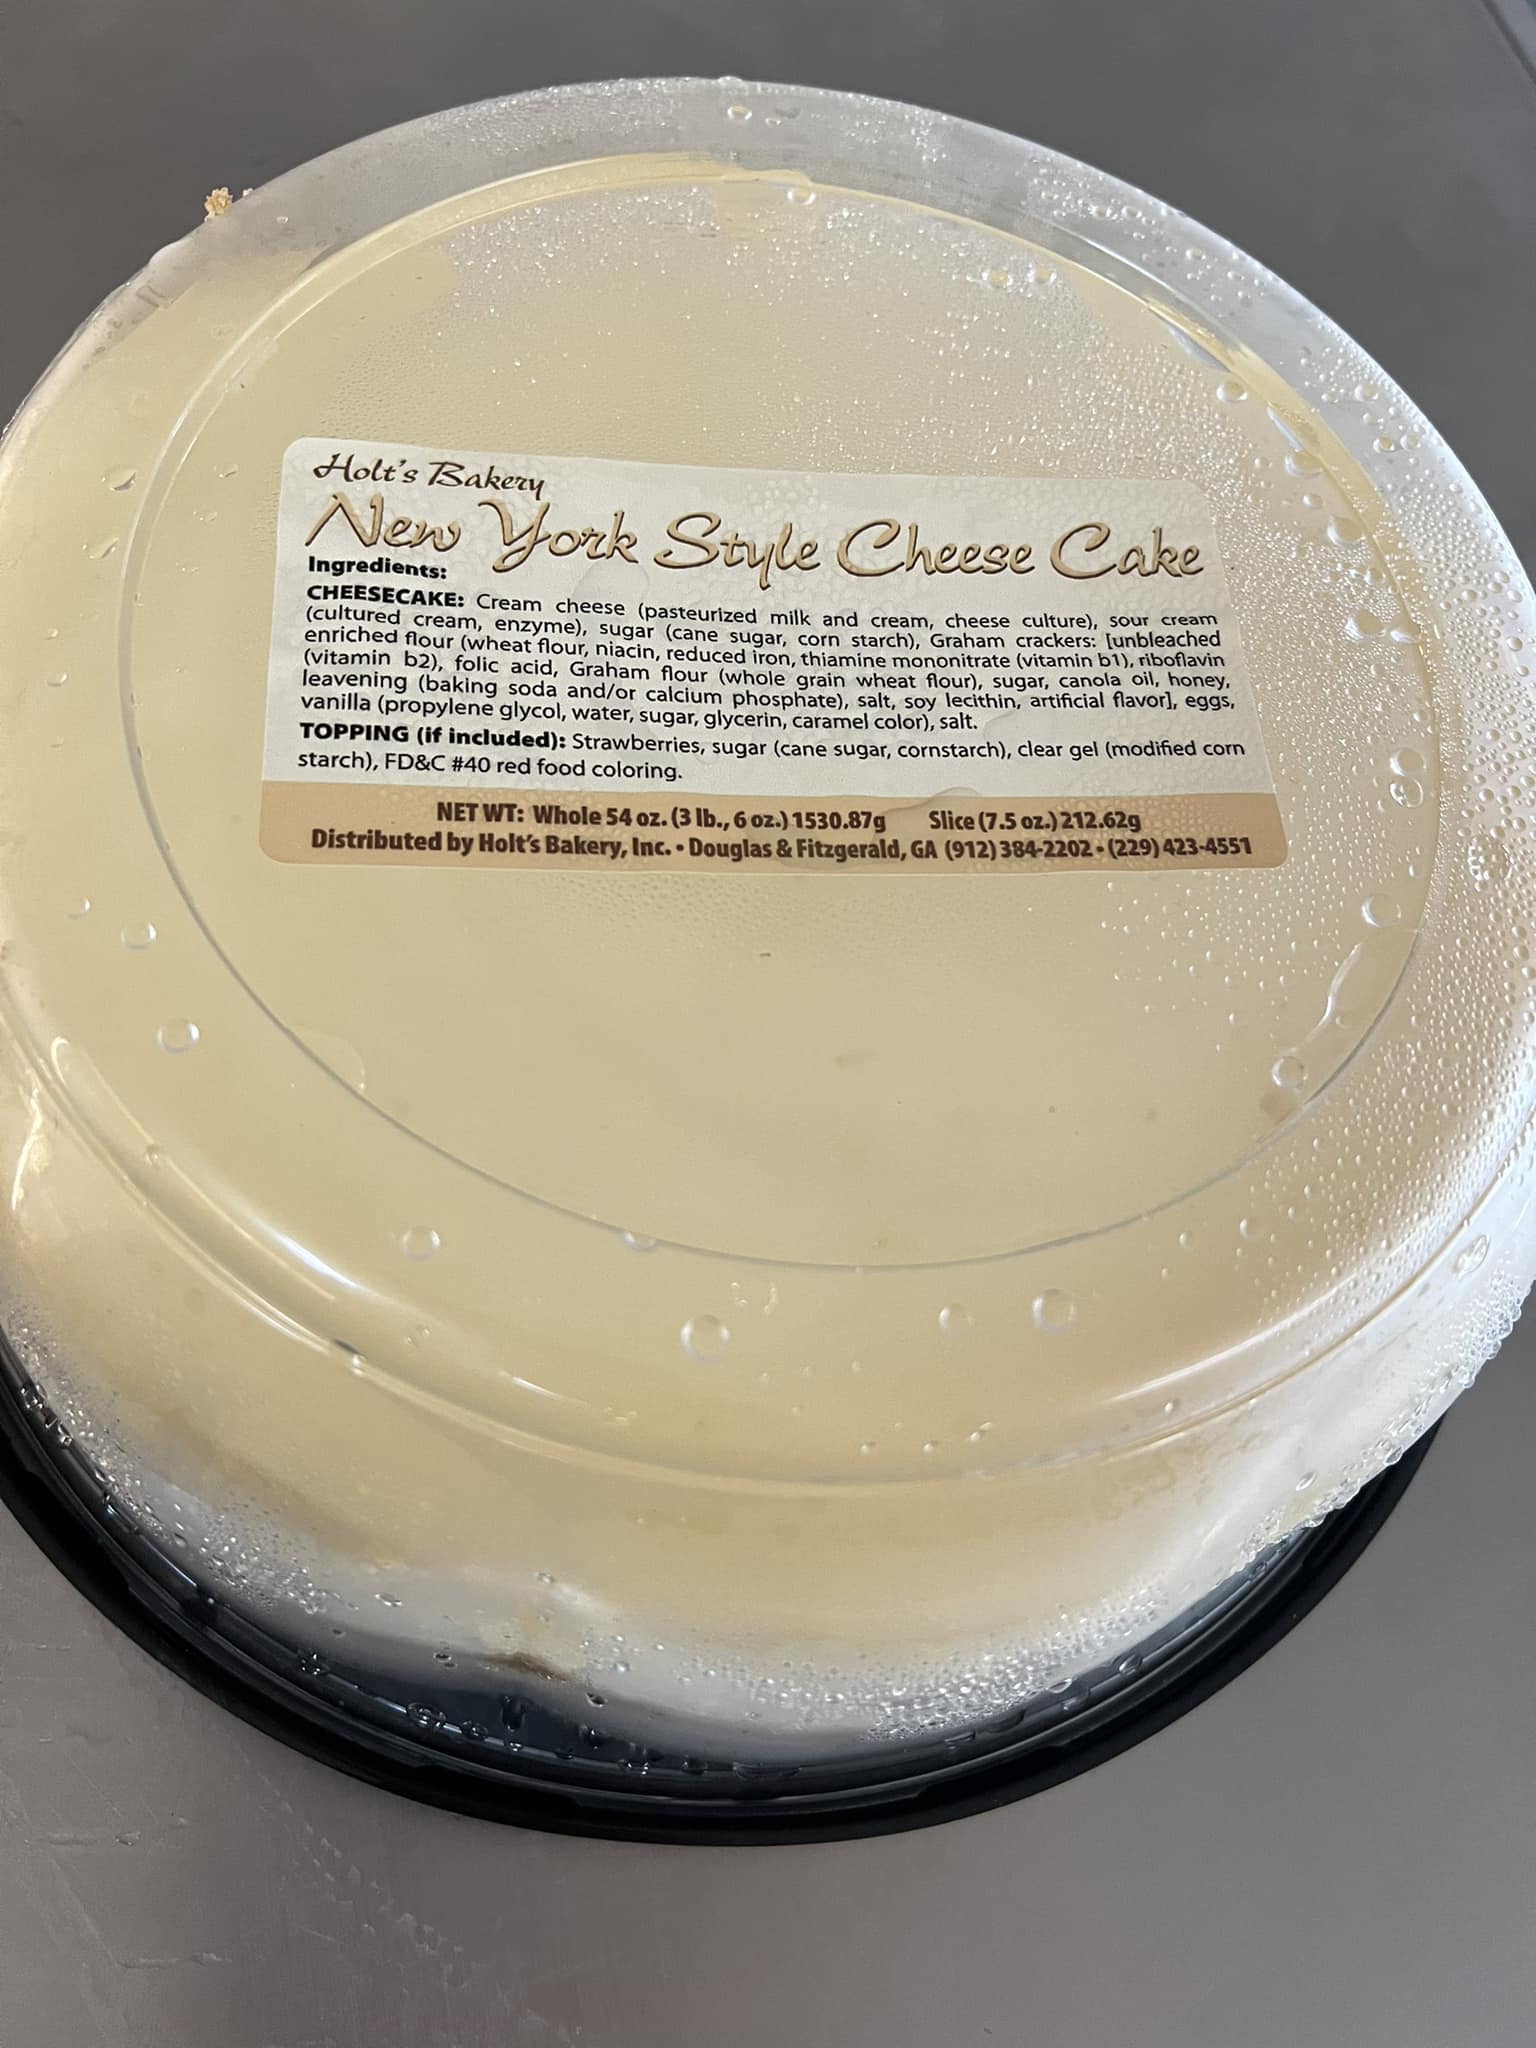 Holt's Bakery
New York Style Cheese Cake
Ingredients:
CHEESECAKE: Cream cheese (pasteurized milk and cream, cheese culture), sour cream
(cultured cream, enzyme), sugar (cane sugar, corn starch), Graham crackers: [unbleached
enriched flour (wheat flour, niacin, reduced iron, thiamine mononitrate (vitamin b1), riboflavin
(vitamin b2), folic acid, Graham flour (whole grain wheat flour), sugar, canola oil, honey,
leavening (baking soda and/or calcium phosphate), salt, soy lecithin, artificial flavor], eggs,
vanilla (propylene glycol, water, sugar, glycerin, caramel color), salt.
TOPPING (if included): Strawberries, sugar (cane sugar, cornstarch), clear gel (modified corn
starch), FD&C #40 red food coloring.
NET WT: Whole 54 oz. (3 lb., 6 oz.) 1530.87g Slice (7.5 oz.) 212.62g
Distributed by Holt's Bakery, Inc. • Douglas & Fitzgerald, GA (912) 384-2202 • (229) 423-4551